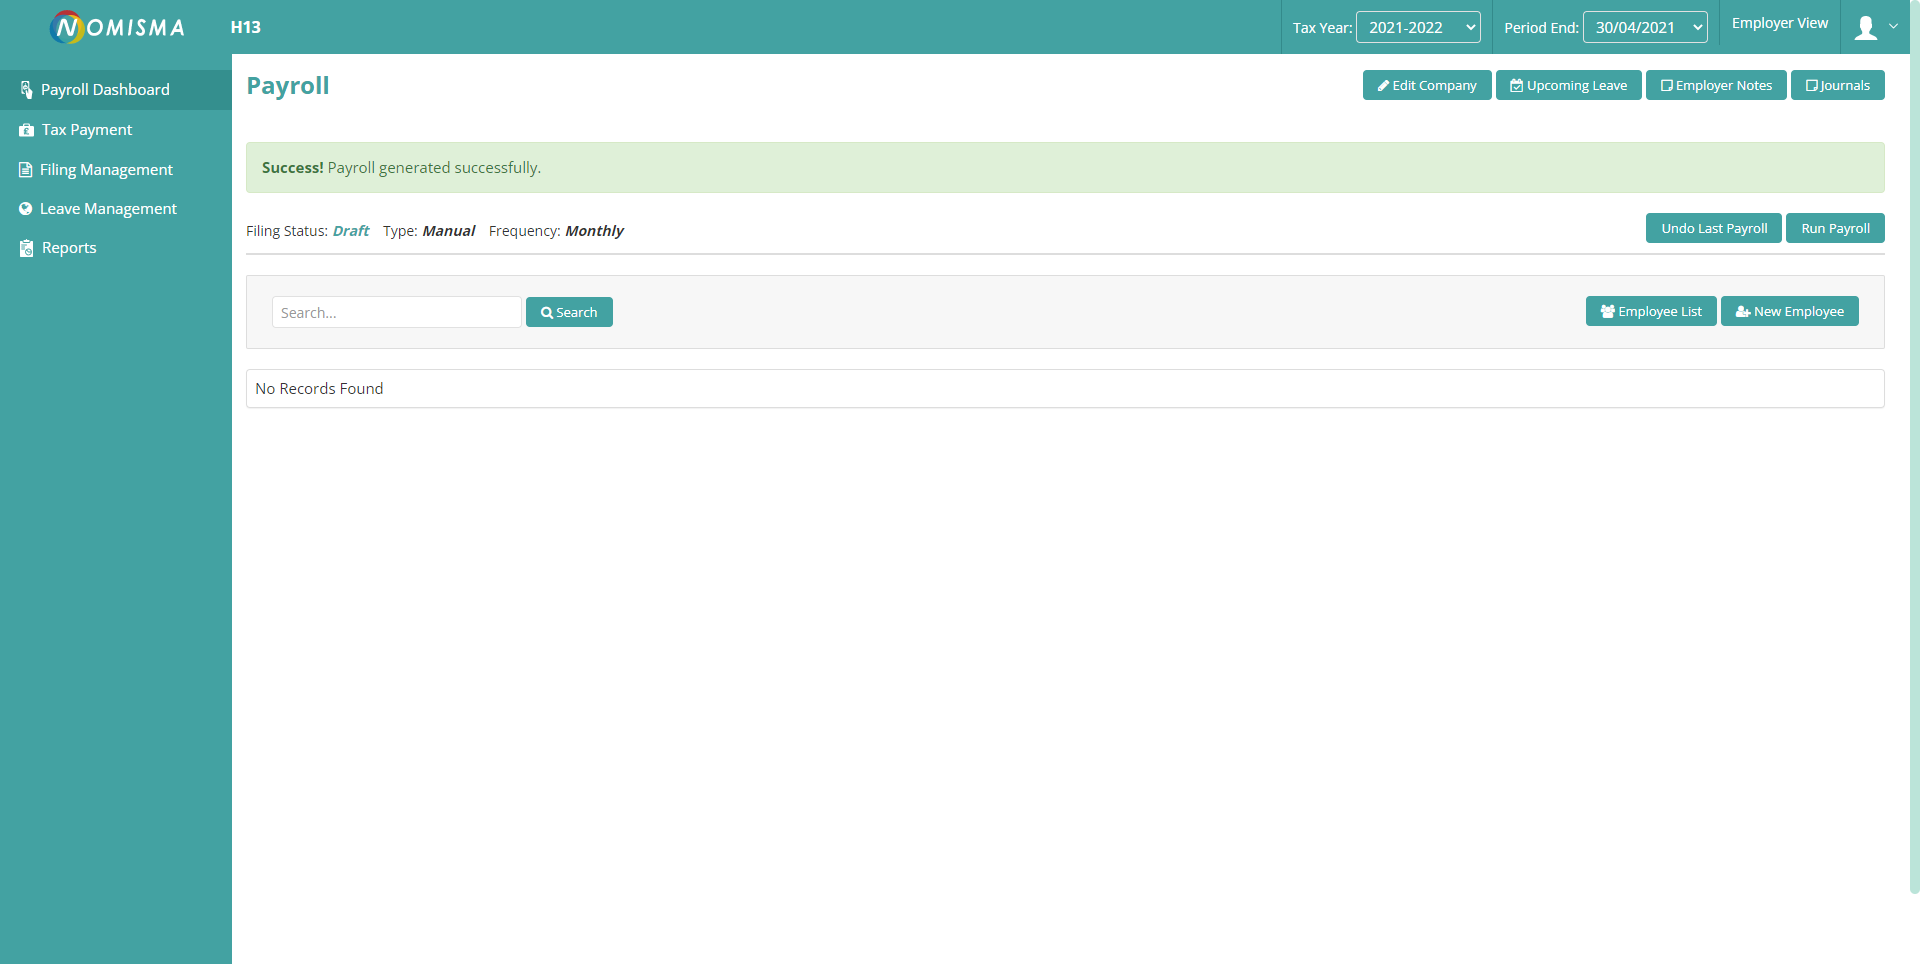 NOMISMA
H13
Tax Year: 2021-2022
Period End: 30/04/2021
Employer View
Payroll Dashboard
Tax Payment
Filing Management
Leave Management
Reports
Payroll
Edit Company
Upcoming Leave
Employer Notes
Journals
Success! Payroll generated successfully.
Filing Status: Draft Type: Manual Frequency: Monthly
Undo Last Payroll
Run Payroll
Search...
Search
Employee List
New Employee
No Records Found